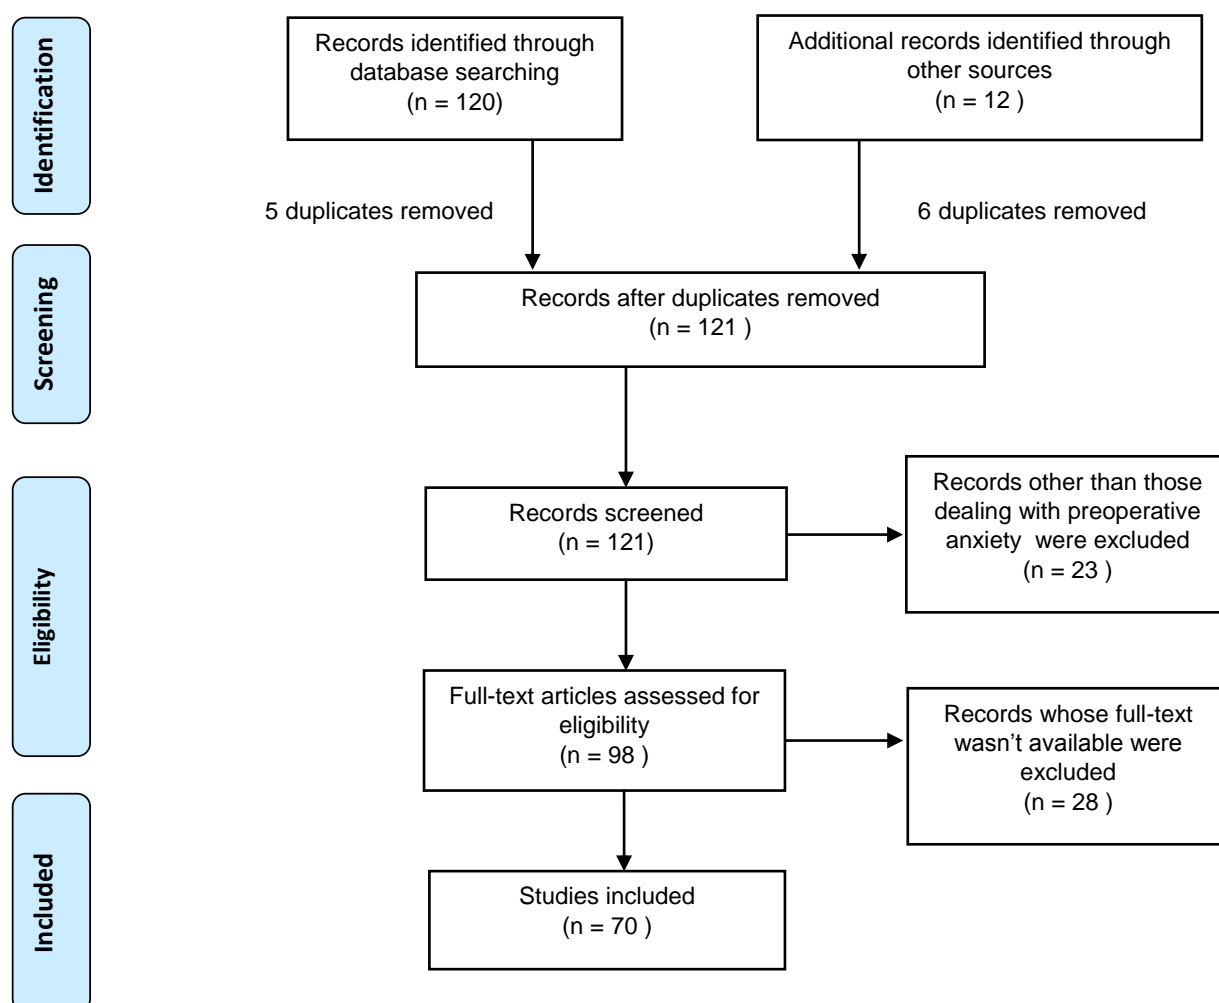 Identification
Records identified through
database searching
(n = 120)
Additional records identified through
other sources
(n = 12 )
5 duplicates removed
6 duplicates removed
Screening
Records after duplicates removed
(n = 121 )
Eligibility
Records screened
(n = 121)
Records other than those
dealing with preoperative
anxiety were excluded
(n = 23 )
Full-text articles assessed for
eligibility
(n = 98 )
Records whose full-text
wasn’t available were
excluded
(n = 28 )
Included
Studies included
(n = 70 )